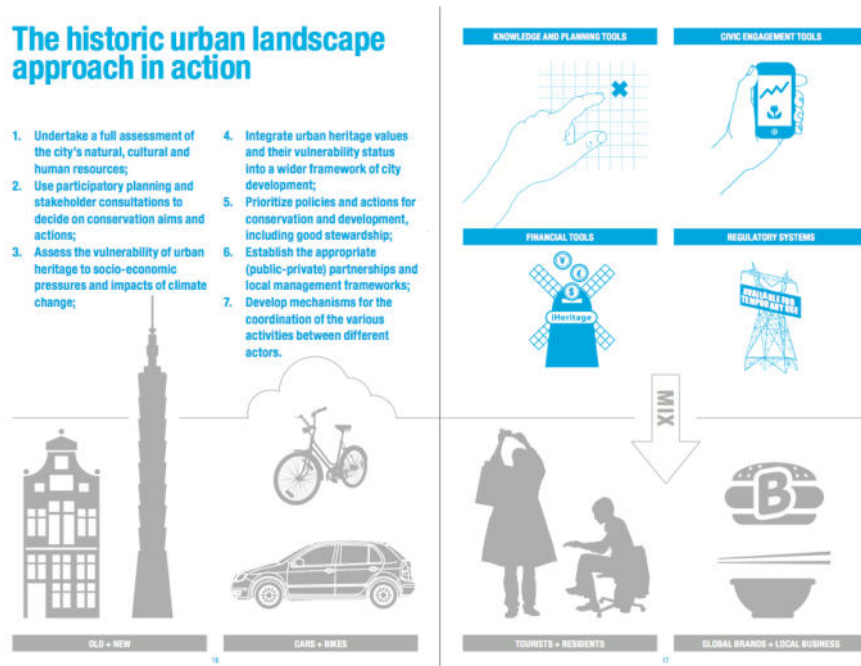 The historic urban landscape
approach in action
1. Undertake a full assessment of
the city's natural, cultural and
human resources;
2. Use participatory planning and
stakeholder consultations to
decide on conservation aims and
actions;
3. Assess the vulnerability of urban
heritage to socio-economic
pressures and impacts of climate
change;
4. Integrate urban heritage values
and their vulnerability status
into a wider framework of city
development;
5. Prioritize policies and actions for
conservation and development,
including good stewardship;
6. Establish the appropriate
(public-private) partnerships and
local management frameworks;
7. Develop mechanisms for the
coordination of the various
activities between different
actors.
OLD + NEW
CARS + BIKES
16
KNOWLEDGE AND PLANNING TOOLS
CIVIC ENGAGEMENT TOOLS
FINANCIAL TOOLS
REGULATORY SYSTEMS
¥
€
$
iHeritage
AVAILABLE FOR
TEMPORARY USE
MIX
B
TOURISTS + RESIDENTS
GLOBAL BRANDS + LOCAL BUSINESS
17